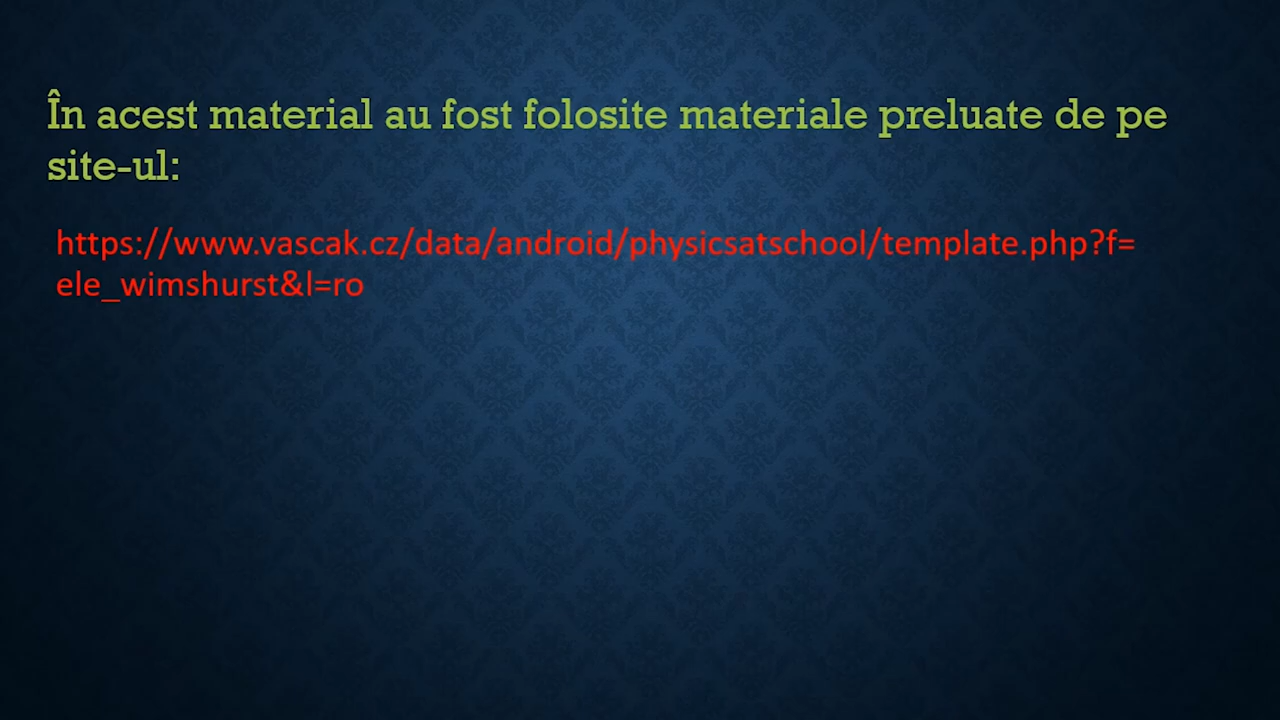 În acest material au fost folosite materiale preluate de pe
site-ul:
https://www.vascak.cz/data/android/physicsatschool/template.php?f=
ele_wimshurst&l=ro